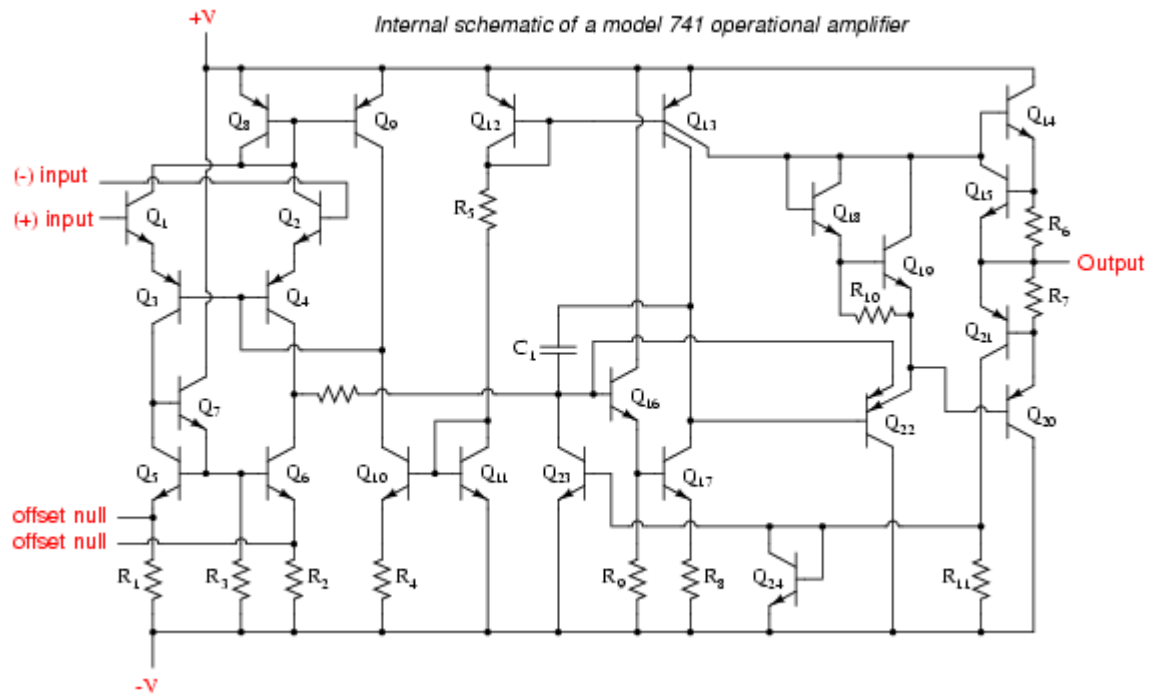 Internal schematic of a model 741 operational amplifier
+V
Q8
Q9
Q12
Q13
Q14
(-) input
(+) input
Q1
Q2
R5
Q18
Q15
R6
Q19
Output
Q3
Q4
R10
R7
C1
Q21
Q7
Q16
Q22
Q20
Q5
Q6
Q10
Q11
Q23
Q17
offset null
offset null
R1
R3
R2
R4
R9
R8
Q24
R11
-V